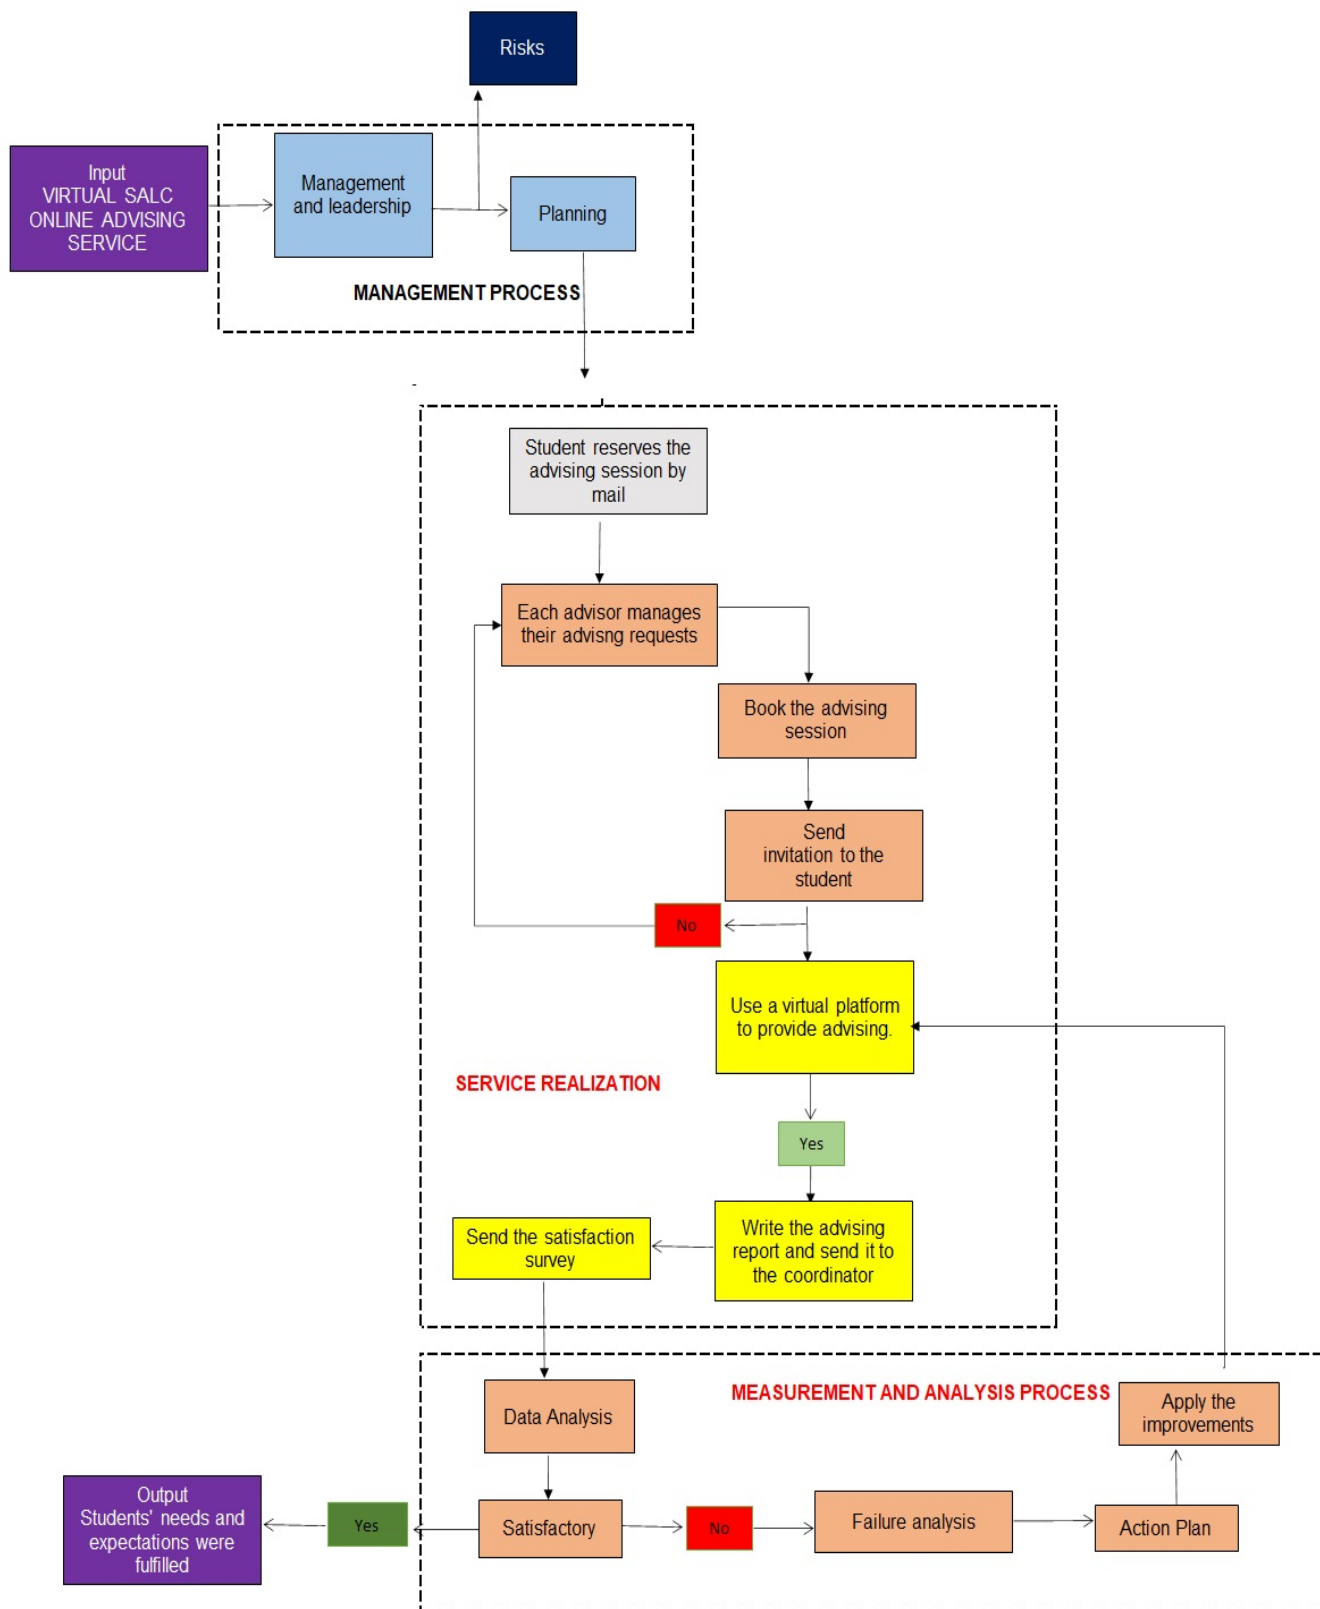 Risks
Input
VIRTUAL SALC
ONLINE ADVISING
SERVICE
Management
and leadership
Planning
MANAGEMENT PROCESS
Student reserves the
advising session by
mail
Each advisor manages
their advisng requests
Book the advising
session
Send
invitation to the
student
No
Use a virtual platform
to provide advising.
SERVICE REALIZATION
Yes
Write the advising
report and send it to
the coordinator
Send the satisfaction
survey
MEASUREMENT AND ANALYSIS PROCESS
Apply the
improvements
Data Analysis
Output
Students' needs and
expectations were
fulfilled
Yes
Satisfactory
No
Failure analysis
Action Plan